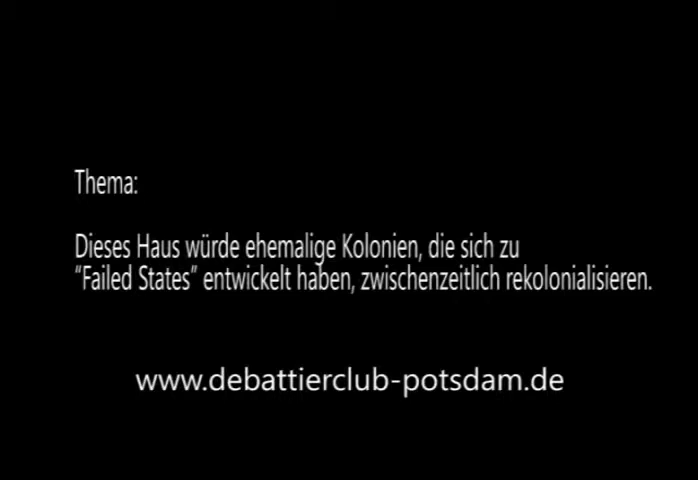 Thema:
Dieses Haus würde ehemalige Kolonien, die sich zu
“Failed States” entwickelt haben, zwischenzeitlich rekolonialisieren.
www.debattierclub-potsdam.de